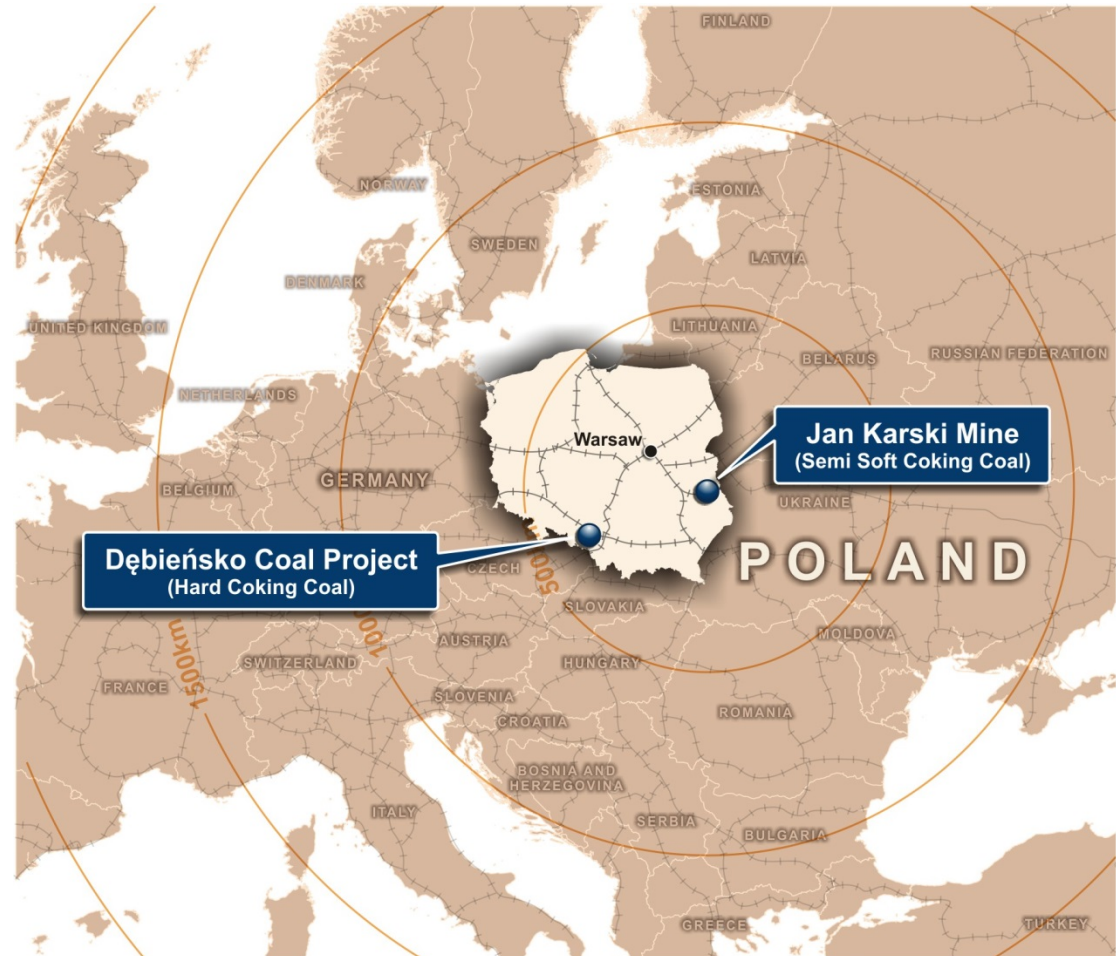 FINLAND
NORWAY
ESTONIA
SWEDEN
LATVIA
DENMARK
UNITED KINGDOM
LITHUANIA
BELARUS
RUSSIAN FEDERATION
NETHERLANDS
Warsaw
Jan Karski Mine
(Semi Soft Coking Coal)
GERMANY
BELGIUM
UKRAINE
Dębieńsko Coal Project
(Hard Coking Coal)
POLAND
CZECH
500km
SLOVAKIA
1000
1500km
AUSTRIA
MOLDOVA
SWITZERLAND
HUNGARY
FRANCE
SLOVENIA
ROMANIA
CROATIA
BOSNIA AND
HERZEGOVINA
ITALY
SERBIA
BULGARIA
GREECE
TURKEY